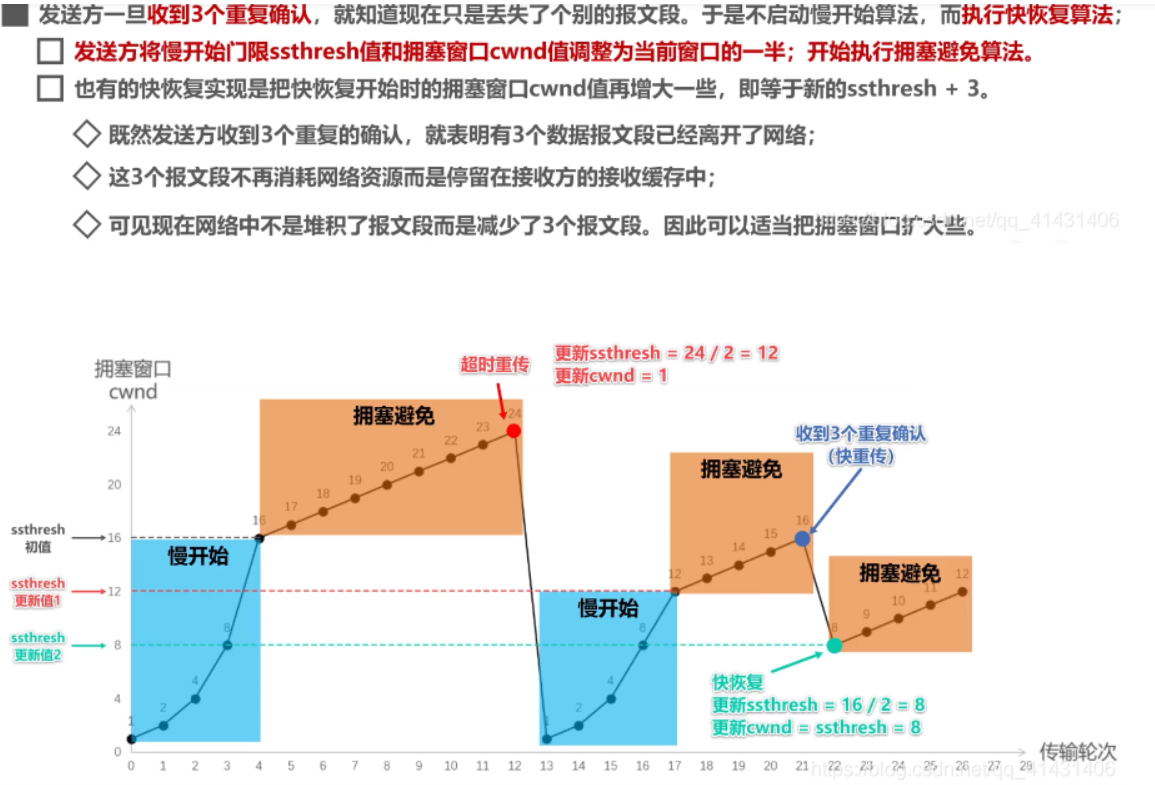 发送方一旦收到3个重复确认，就知道现在只是丢失了个别的报文段。于是不启动慢开始算法，而执行快恢复算法；
发送方将慢开始门限ssthresh值和拥塞窗口cwnd值调整为当前窗口的一半；开始执行拥塞避免算法。
也有的快恢复实现是把快恢复开始时的拥塞窗口cwnd值再增大一些，即等于新的ssthresh + 3。
既然发送方收到3个重复的确认，就表明有3个数据报文段已经离开了网络；
这3个报文段不再消耗网络资源而是停留在接收方的接收缓存中；
可见现在网络中不是堆积了报文段而是减少了3个报文段。因此可以适当把拥塞窗口扩大些。
拥塞窗口
cwnd
超时重传
更新ssthresh = 24 / 2 = 12
更新cwnd = 1
拥塞避免
收到3个重复确认
（快重传）
拥塞避免
拥塞避免
慢开始
慢开始
ssthresh
初值
ssthresh
更新值1
ssthresh
更新值2
24
20
16
12
8
4
0
1
2
4
8
16
17
18
19
20
21
22
23
24
1
2
4
8
12
13
14
15
16
8
9
10
11
12
快恢复
更新ssthresh = 16 / 2 = 8
更新cwnd = ssthresh = 8
0 1 2 3 4 5 6 7 8 9 10 11 12 13 14 15 16 17 18 19 20 21 22 23 24 25 26 27 28
传输轮次
https://blog.csdn.net/qq_41431406